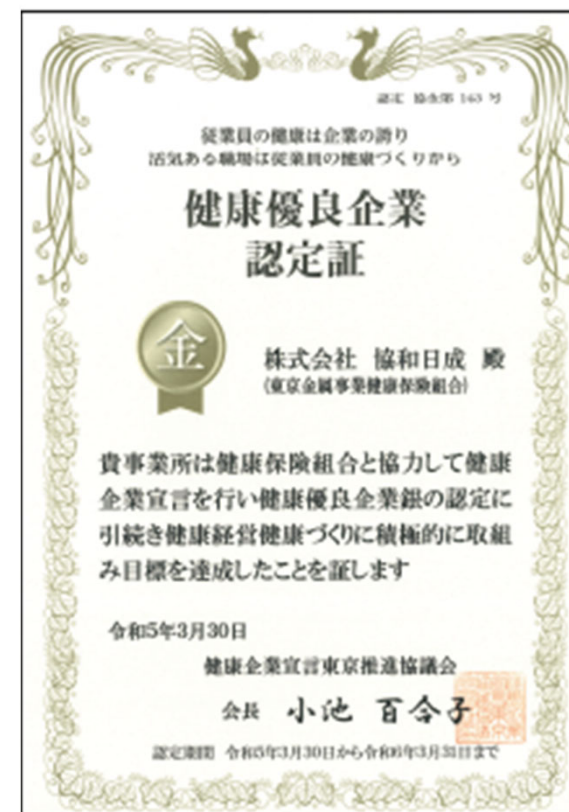 認定 協金第 163 号
従業員の健康は企業の誇り
活気ある職場は従業員の健康づくりから
健康優良企業
認定証
金
株式会社 協和日成 殿
(東京金属事業健康保険組合)
貴事業所は健康保険組合と協力して健康
企業宣言を行い健康優良企業銀の認定に
引続き健康経営健康づくりに積極的に取組
み目標を達成したことを証します
令和5年3月30日
健康企業宣言東京推進協議会
会長 小池 百合子
認定期間 令和5年3月30日から令和6年3月31日まで